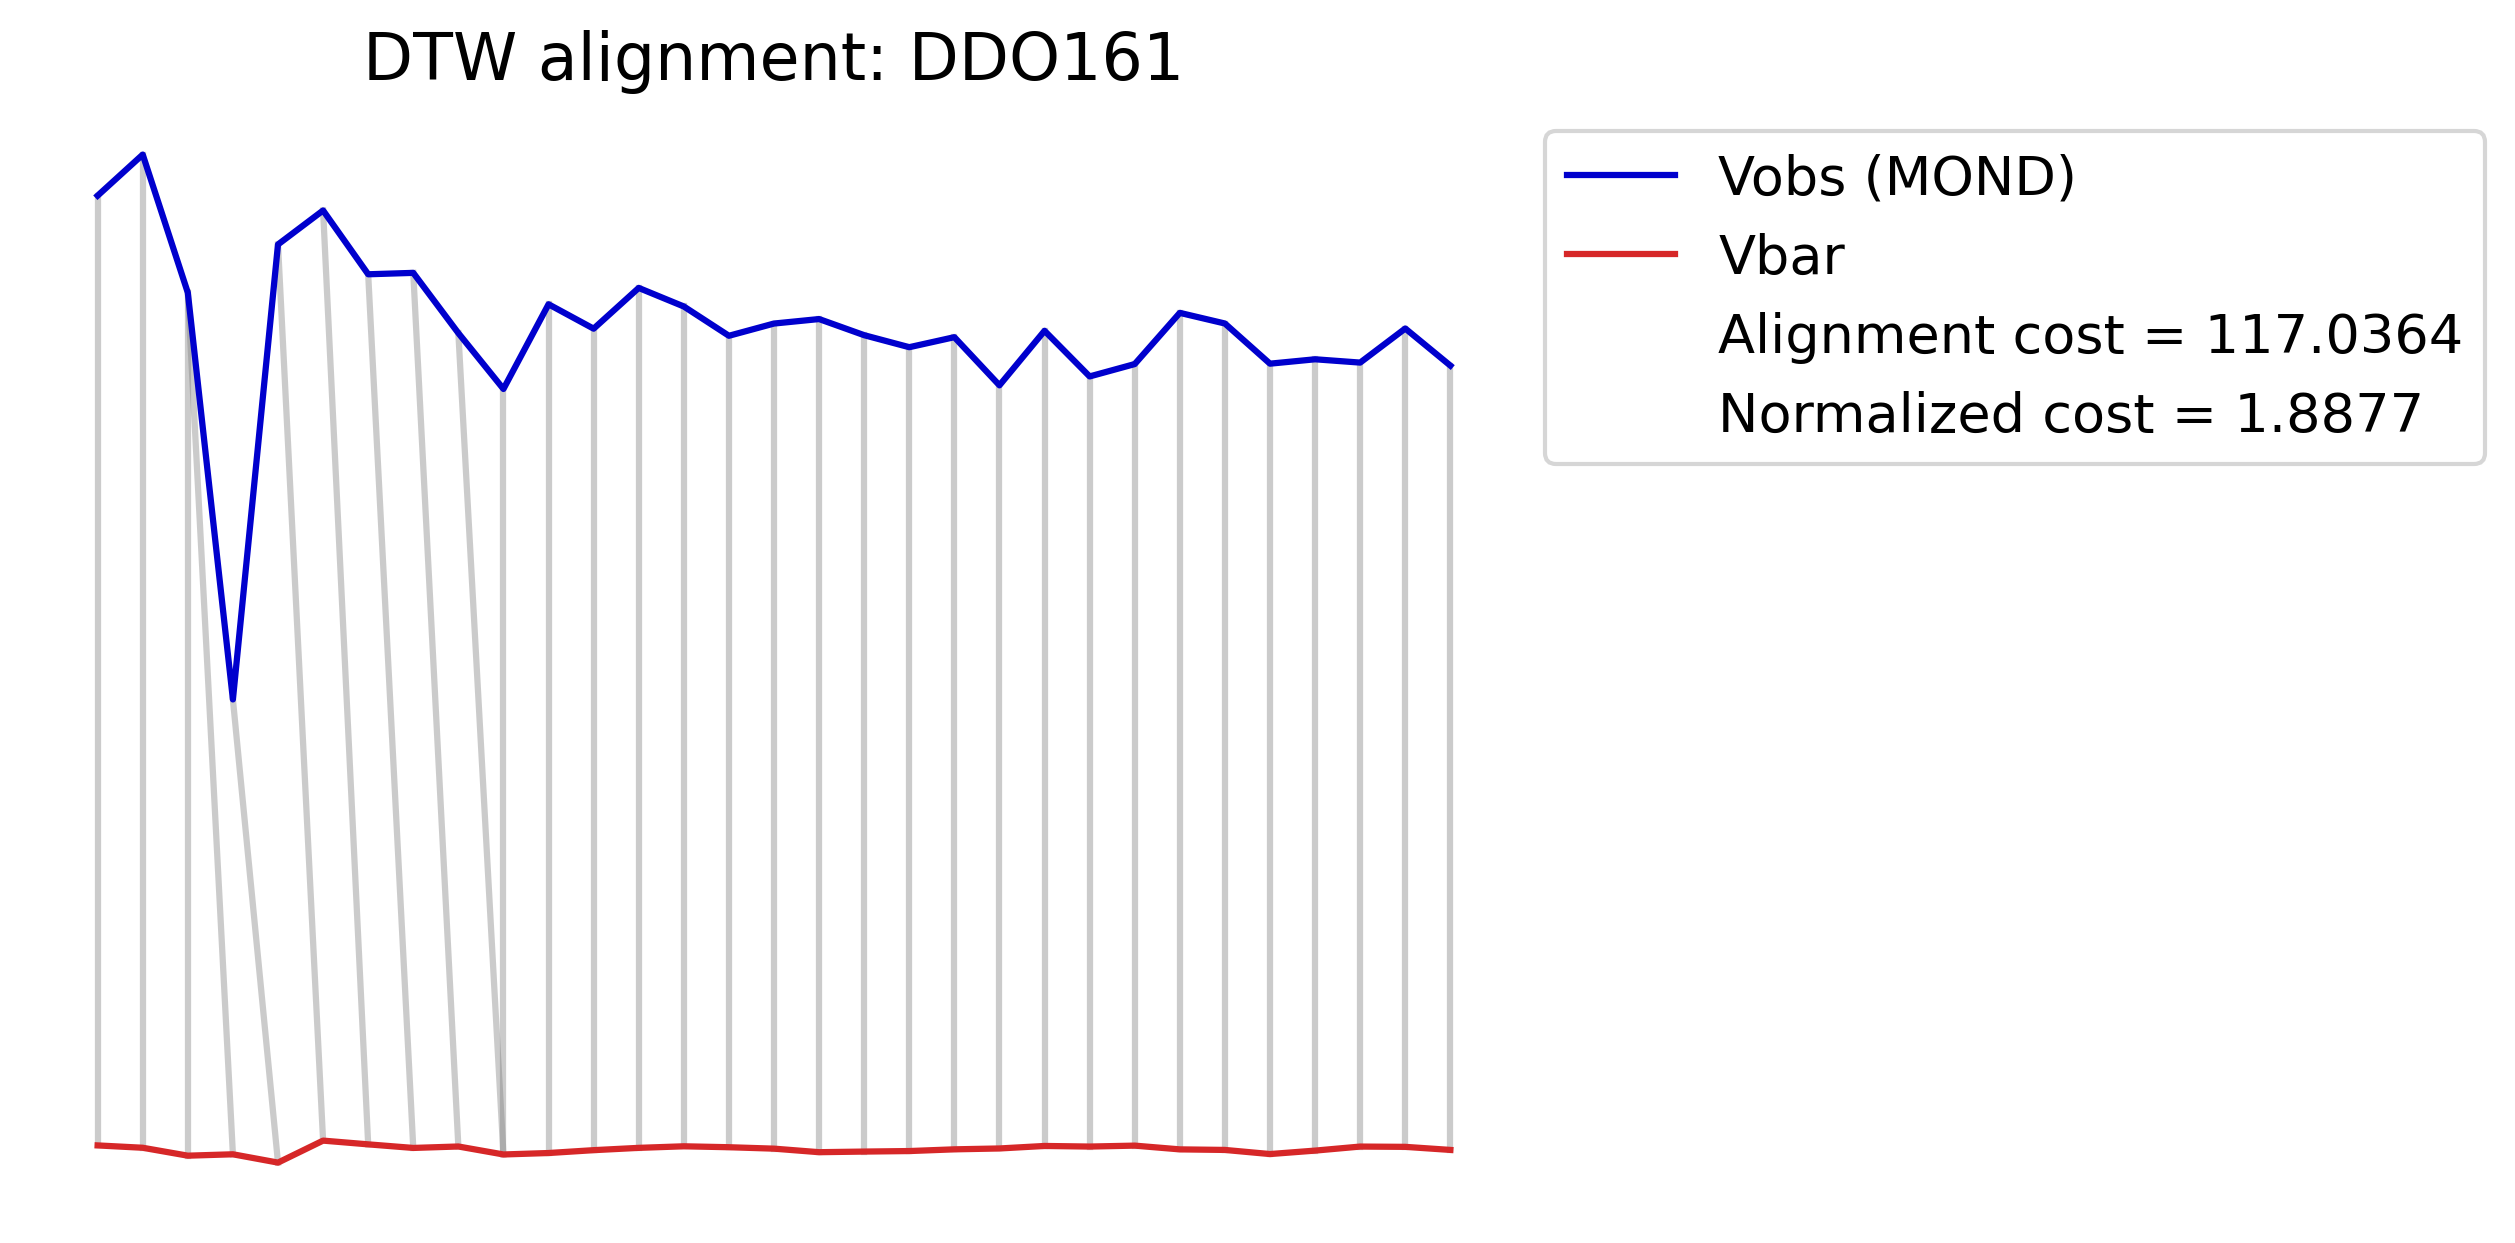 DTW alignment: DDO161
Vobs (MOND)
Vbar
Alignment cost = 117.0364
Normalized cost = 1.8877